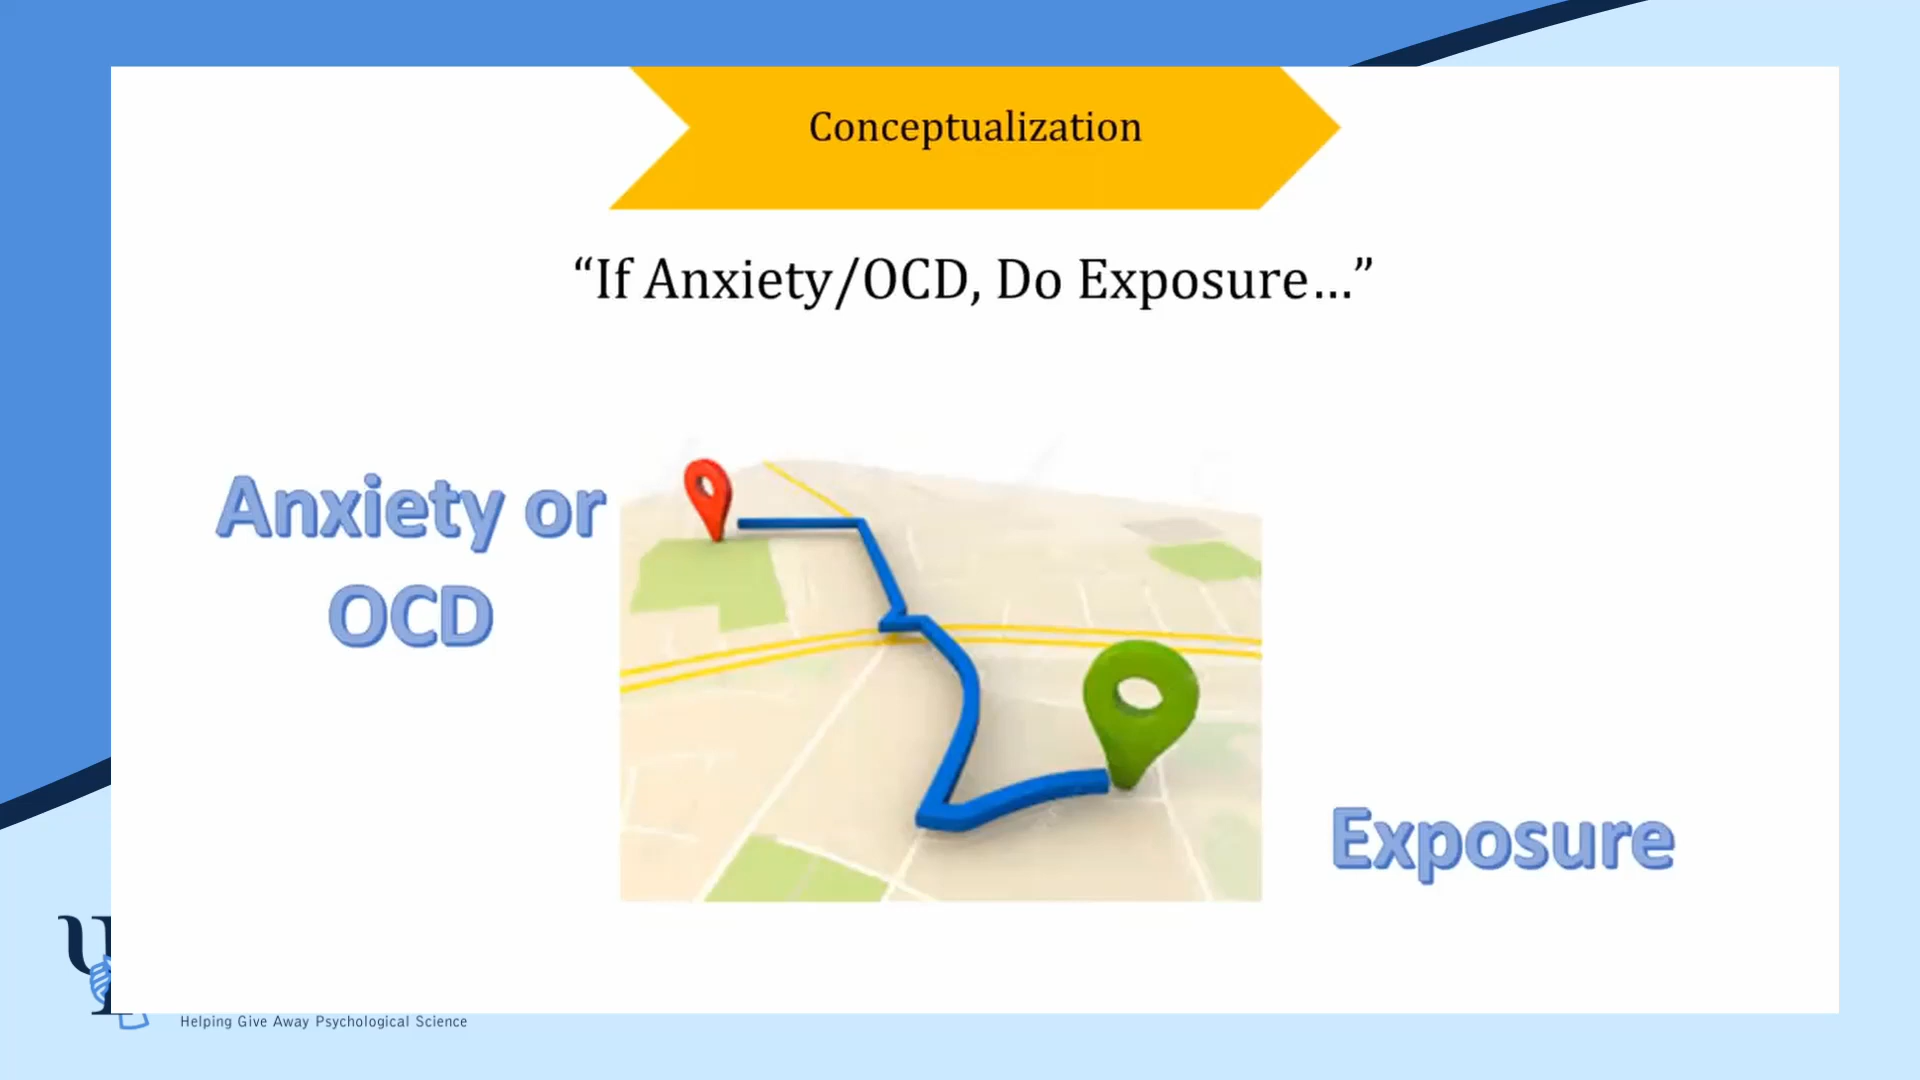 Conceptualization
“If Anxiety/OCD, Do Exposure...”
Anxiety or
OCD
Exposure
Helping Give Away Psychological Science